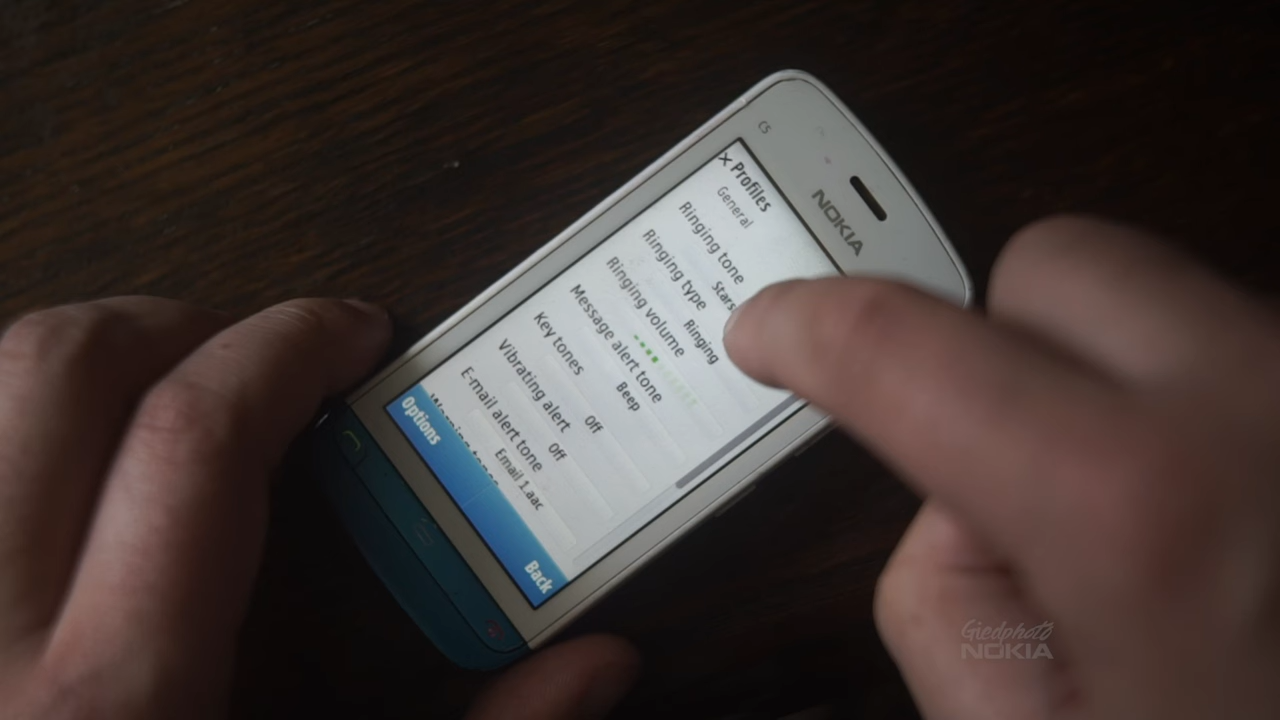 C5
NOKIA
Profiles
General
Ringing tone
Stars
Ringing type
Ringing
Ringing volume
Message alert tone
Beep
Key tones
Off
Vibrating alert
Off
E-mail alert tone
Email 1.aac
Options
Back
Giedphoto
NOKIA